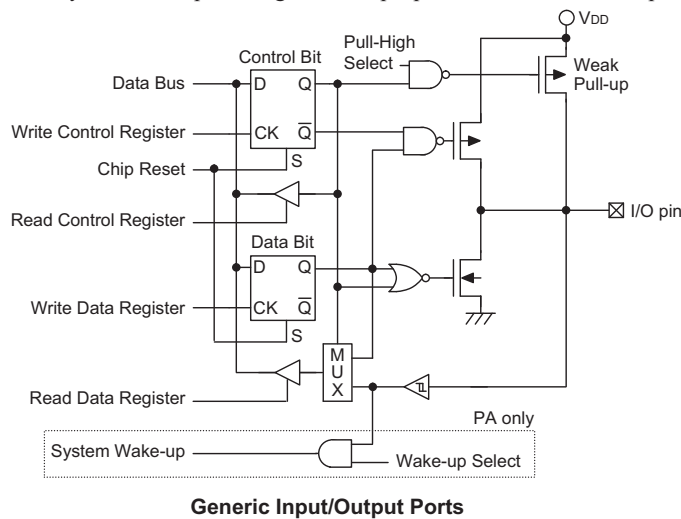 VDD
Control Bit
Pull-High
Select
Weak
Pull-up
Data Bus
D
Q
Write Control Register
CK
Q
S
Chip Reset
Read Control Register
I/O pin
Data Bit
D
Q
Write Data Register
CK
Q
S
M
U
X
Read Data Register
PA only
System Wake-up
Wake-up Select
Generic Input/Output Ports